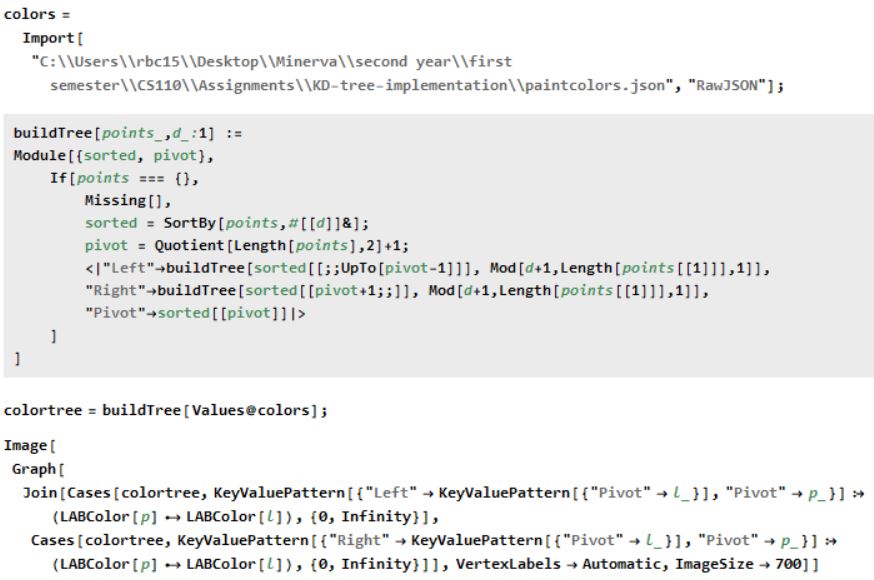 colors =
Import[
"C:\\Users\\rbc15\\Desktop\\Minerva\\second year\\first
semester\\CS110\\Assignments\\KD-tree-implementation\\paintcolors.json", "RawJSON"];
buildTree[points_,d_:1] :=
Module[{sorted, pivot},
If[points === {},
Missing[],
sorted = SortBy[points,#[[d]]&];
pivot = Quotient[Length[points],2]+1;
<|"Left"→buildTree[sorted[[;;UpTo[pivot-1]]], Mod[d+1,Length[points[[1]]],1]],
"Right"→buildTree[sorted[[pivot+1;;]], Mod[d+1,Length[points[[1]]],1]],
"Pivot"→sorted[[pivot]]|>
]
]
colortree = buildTree[Values@colors];
Image[
Graph[
Join[Cases[colortree, KeyValuePattern[{"Left" → KeyValuePattern[{"Pivot" → l_}], "Pivot" → p_}] ⧴
(LABColor[p] ↔ LABColor[l]), {0, Infinity}],
Cases[colortree, KeyValuePattern[{"Right" → KeyValuePattern[{"Pivot" → l_}], "Pivot" → p_}] ⧴
(LABColor[p] ↔ LABColor[l]), {0, Infinity}]], VertexLabels → Automatic, ImageSize → 700]]